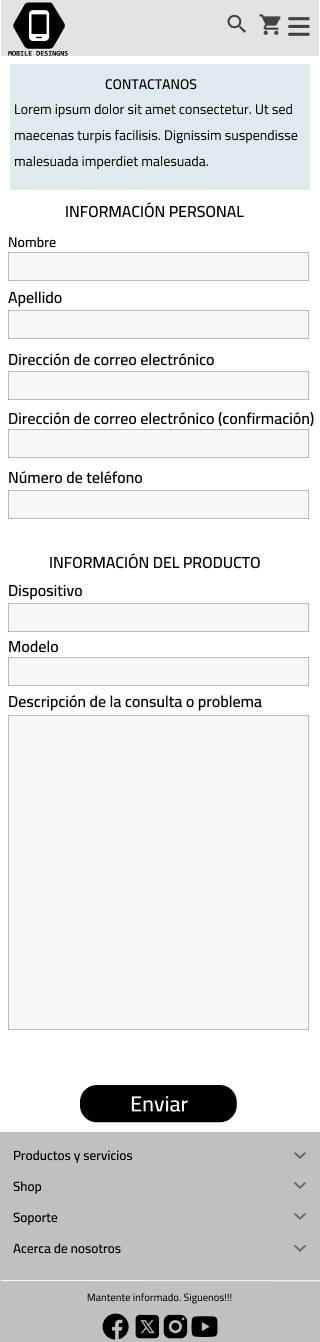 MOBILE DESINGNS
CONTACTANOS
Lorem ipsum dolor sit amet consectetur. Ut sed
maecenas turpis facilisis. Dignissim suspendisse
malesuada imperdiet malesuada.
INFORMACIÓN PERSONAL
Nombre
Apellido
Dirección de correo electrónico
Dirección de correo electrónico (confirmación)
Número de teléfono
INFORMACIÓN DEL PRODUCTO
Dispositivo
Modelo
Descripción de la consulta o problema
Enviar
Productos y servicios
Shop
Soporte
Acerca de nosotros
Mantente informado. Siguenos!!!